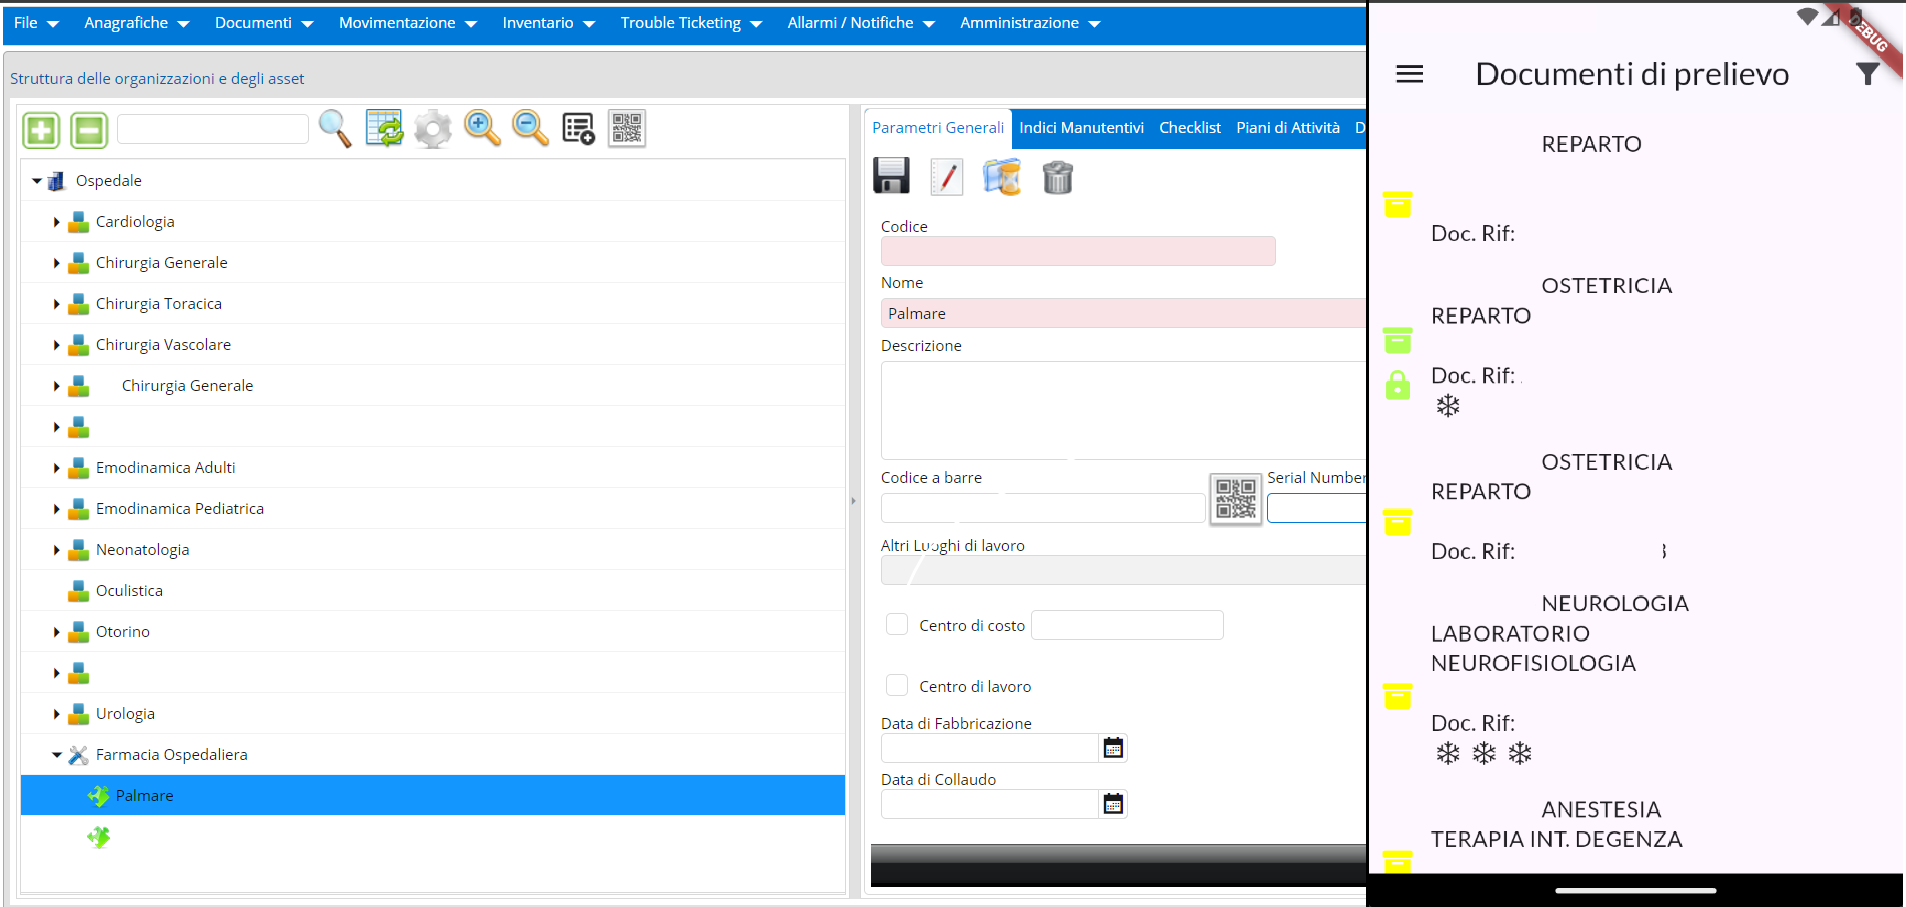 File Anagrafiche Documenti Movimentazione Inventario Trouble Ticketing Allarmi / Notifiche Amministrazione
Struttura delle organizzazioni e degli asset
Ospedale
Cardiologia
Chirurgia Generale
Chirurgia Toracica
Chirurgia Vascolare
Chirurgia Generale
Emodinamica Adulti
Emodinamica Pediatrica
Neonatologia
Oculistica
Otorino
Urologia
Farmacia Ospedaliera
Palmare
Parametri Generali Indici Manutentivi Checklist Piani di Attività D
Codice
Nome
Palmare
Descrizione
Codice a barre Serial Number
Altri Luoghi di lavoro
Centro di costo
Centro di lavoro
Data di Fabbricazione
Data di Collaudo
DEBUG
Documenti di prelievo
REPARTO
Doc. Rif:
OSTETRICIA
REPARTO
Doc. Rif:
OSTETRICIA
REPARTO
Doc. Rif:
NEUROLOGIA
LABORATORIO
NEUROFISIOLOGIA
Doc. Rif:
ANESTESIA
TERAPIA INT. DEGENZA